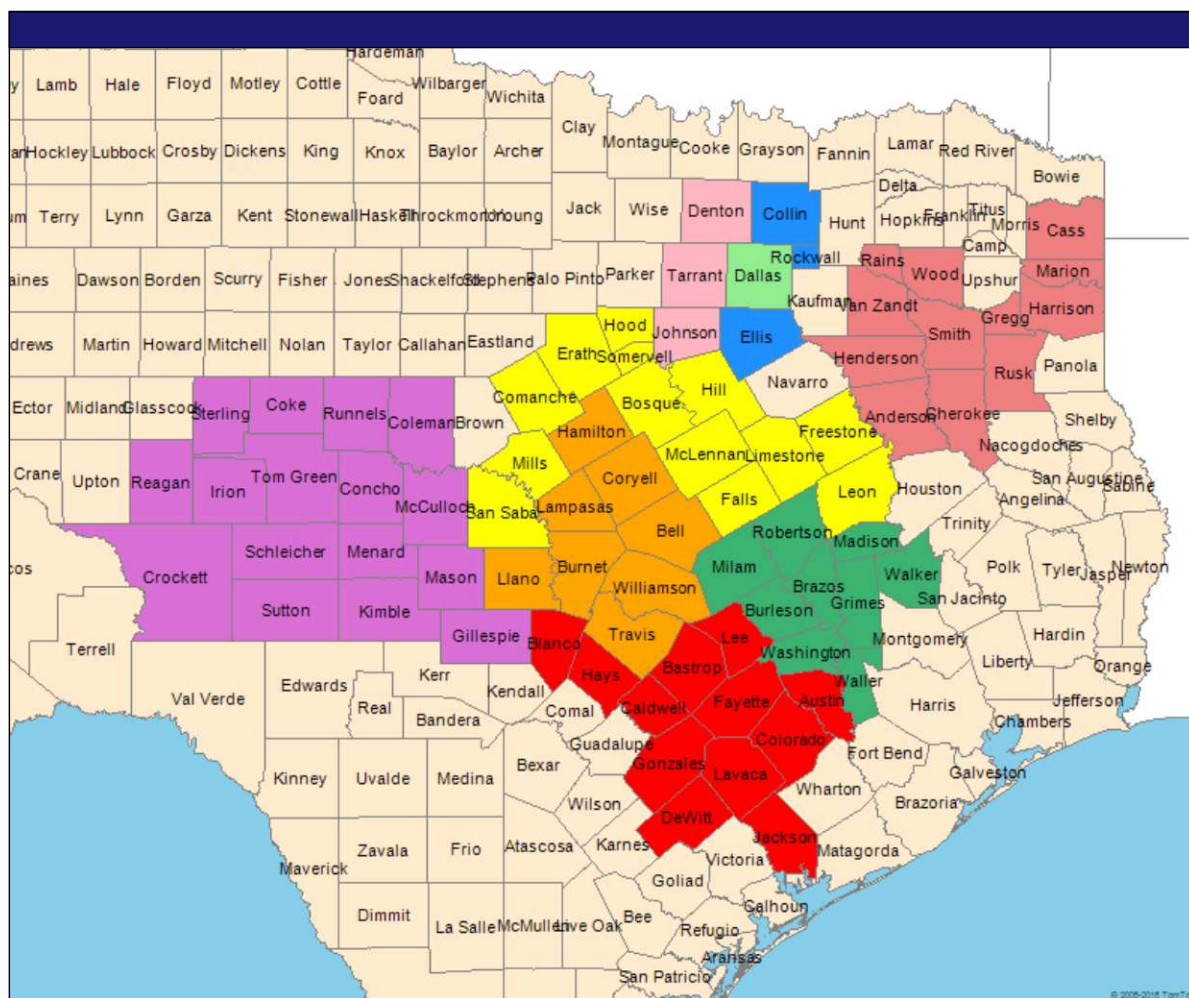 Hardeman
Lamb Hale Floyd Motley Cottle Foard Wilbarger Wichita
Clay Montague Cooke Grayson Fannin Lamar Red River Bowie
Hockley Lubbock Crosby Dickens King Knox Baylor Archer
Delta Titus Morris Cass
Terry Lynn Garza Kent Stonewall Haskell Throckmorton Young Jack Wise Denton Collin Hunt Hopkins Franklin
Camp
Rockwall Rains Wood Upshur Marion
aines Dawson Borden Scurry Fisher Jones Shackelford Stephens Palo Pinto Parker Tarrant Dallas Kaufman Van Zandt Gregg Harrison
drews Martin Howard Mitchell Nolan Taylor Callahan Eastland Erath Hood Somervell Johnson Ellis Henderson Smith Rusk Panola
Ector Midland Glasscock Sterling Coke Runnels Coleman Brown Comanche Hamilton Bosque Hill Navarro Freestone Anderson Cherokee Nacogdoches Shelby
Crane Upton Reagan Irion Tom Green Concho McCulloch Mills San Saba Lampasas Coryell McLennan Limestone Falls Leon Houston Angelina San Augustine Sabine
cos Crockett Schleicher Menard Mason Llano Burnet Bell Williamson Milam Robertson Madison Brazos Walker Trinity Polk Tyler Jasper Newton
Sutton Kimble Gillespie Blanco Travis Burleson Grimes San Jacinto
Terrell Val Verde Edwards Kerr Real Bandera Kendall Comal Hays Bastrop Lee Washington Waller Montgomery Liberty Hardin Orange
Caldwell Fayette Austin Harris Chambers Jefferson
Kinney Uvalde Medina Bexar Guadalupe Gonzales Lavaca Colorado Fort Bend Galveston
Wilson Wharton Brazoria
Maverick Zavala Frio Atascosa Karnes DeWitt Jackson Matagorda
Victoria Goliad
Dimmit La Salle McMullen Live Oak Bee Refugio Calhoun
Aransas
San Patricio